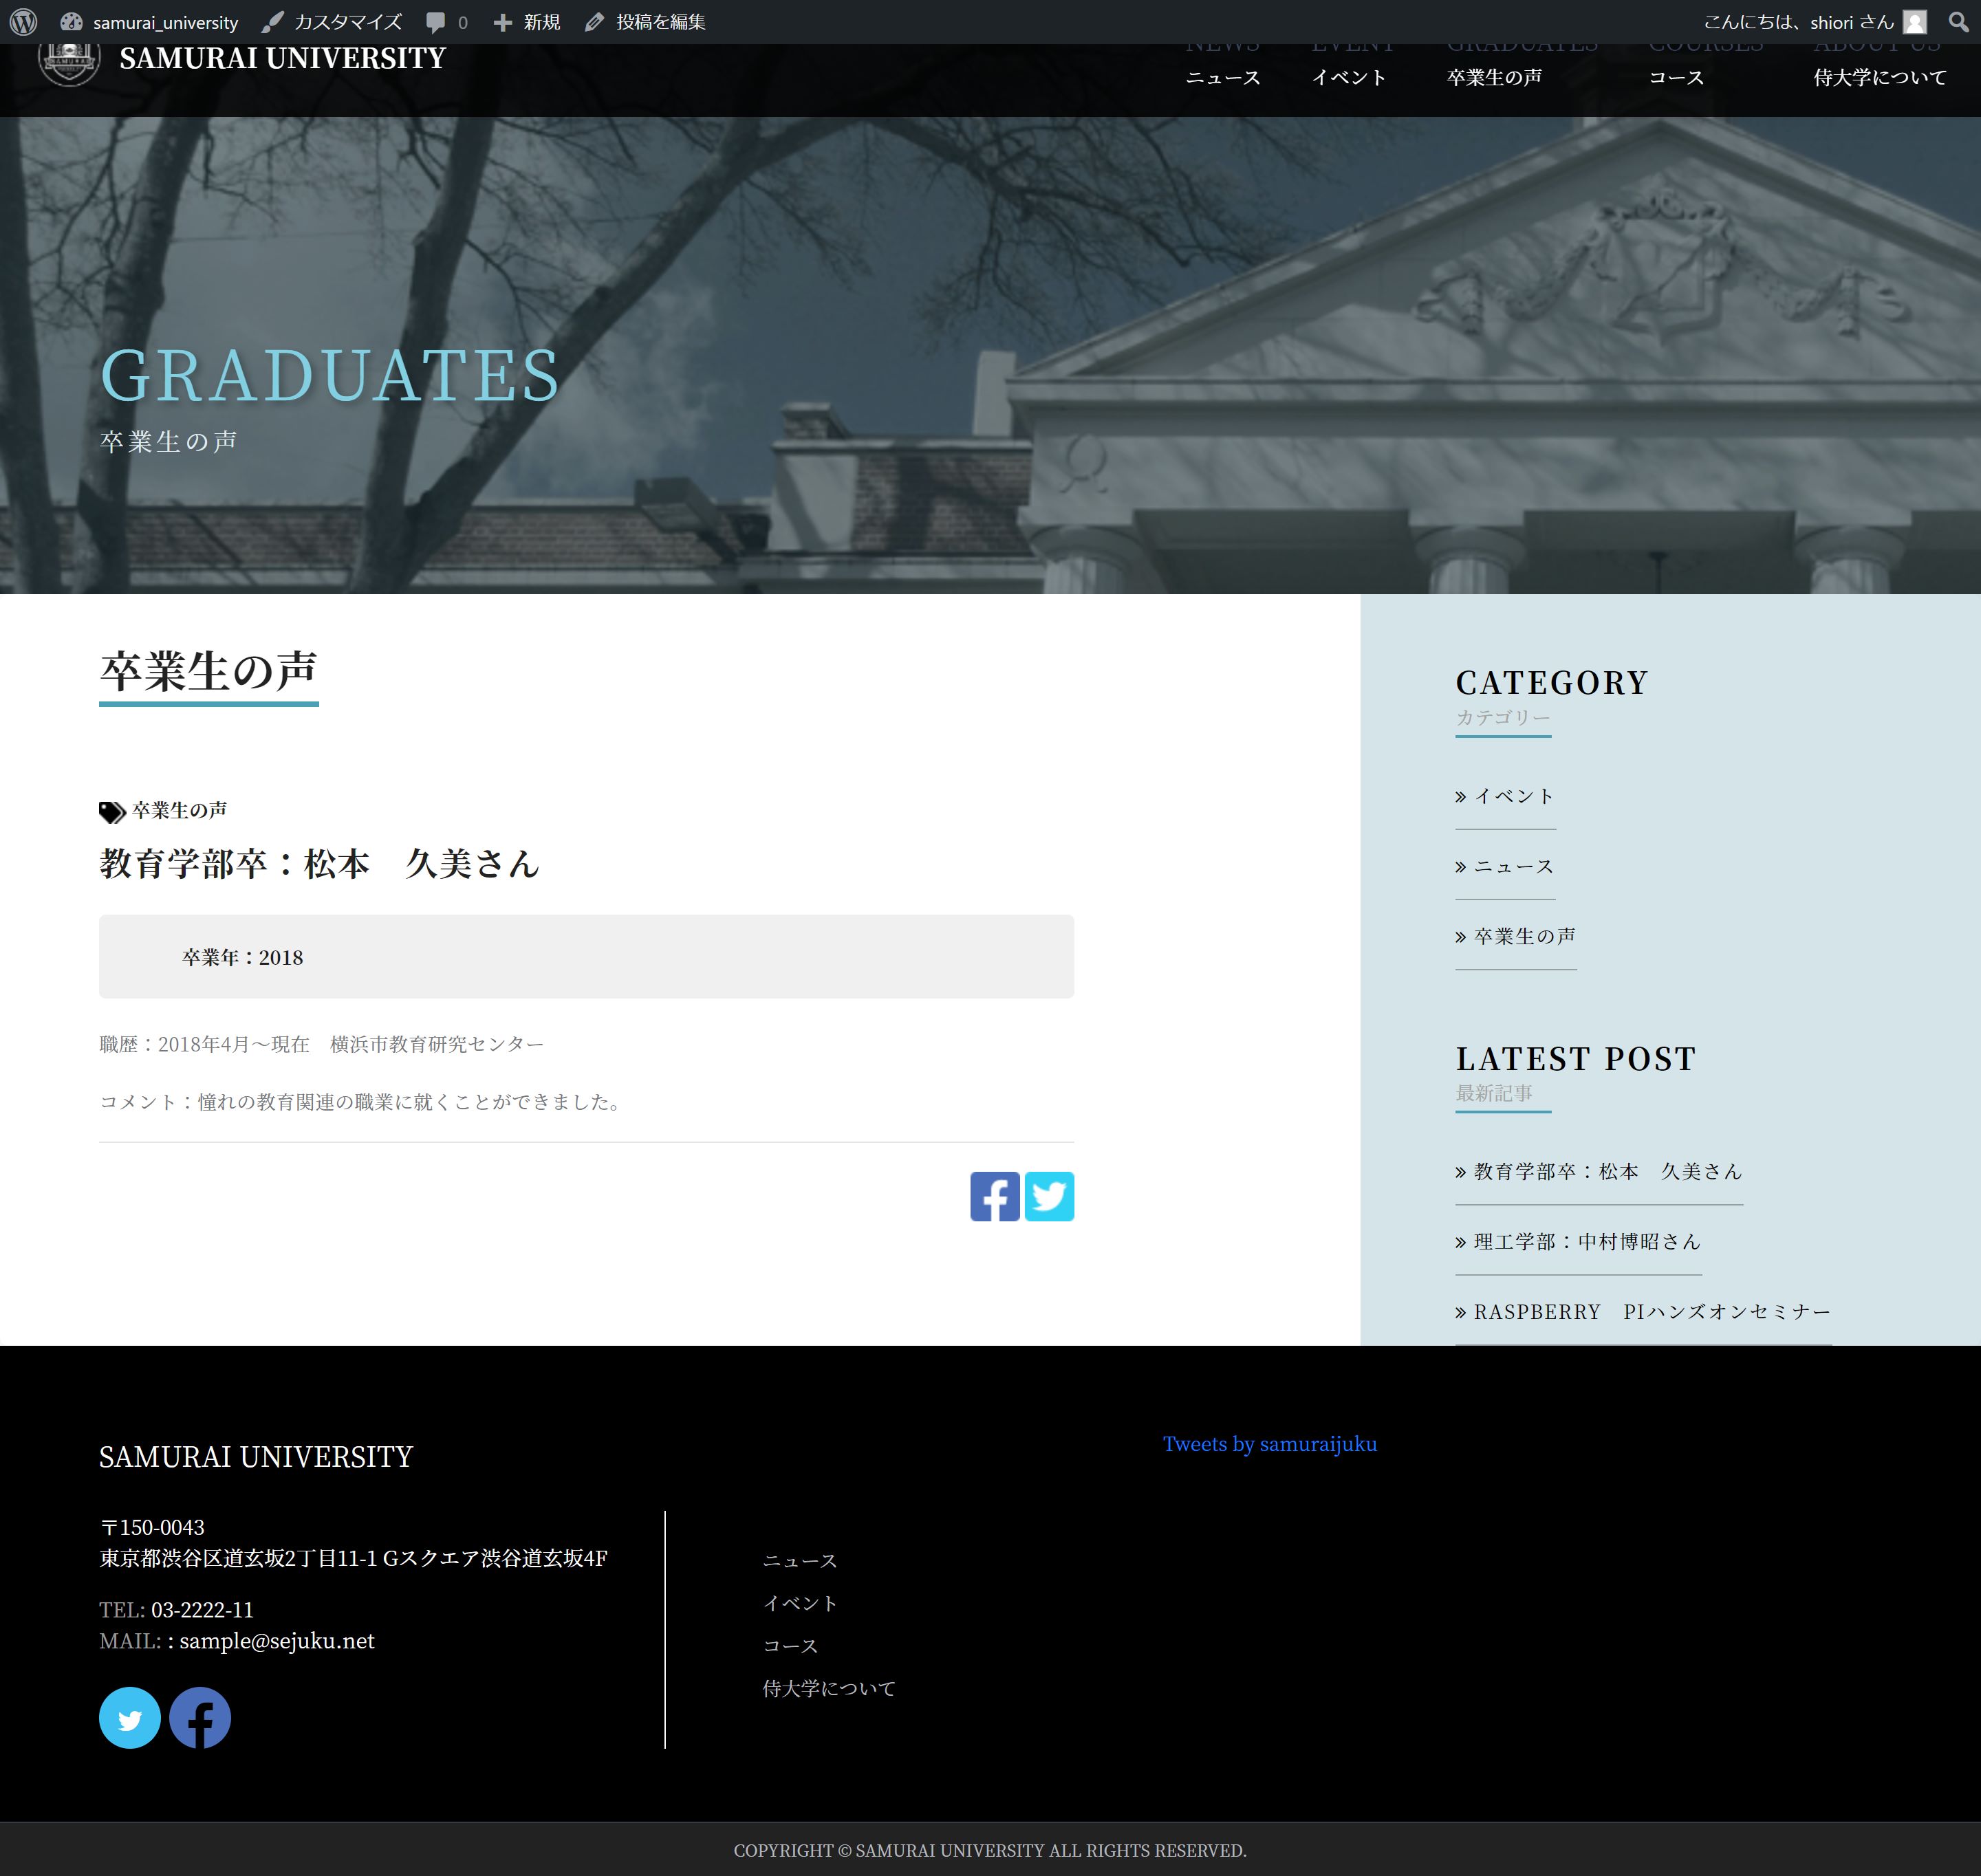 samurai_university カスタマイズ 0 新規 投稿を編集 こんにちは、shiori さん
SAMURAI UNIVERSITY
NEWS EVENT GRADUATES COURSES ABOUT US
ニュース イベント 卒業生の声 コース 侍大学について
GRADUATES
卒業生の声
卒業生の声
卒業生の声
教育学部卒：松本　久美さん
卒業年：2018
職歴：2018年4月〜現在　横浜市教育研究センター
コメント：憧れの教育関連の職業に就くことができました。
CATEGORY
カテゴリー
» イベント
» ニュース
» 卒業生の声
LATEST POST
最新記事
» 教育学部卒：松本　久美さん
» 理工学部：中村博昭さん
» RASPBERRY　PIハンズオンセミナー
SAMURAI UNIVERSITY
〒150-0043
東京都渋谷区道玄坂2丁目11-1 Gスクエア渋谷道玄坂4F
TEL: 03-2222-11
MAIL: : sample@sejuku.net
ニュース
イベント
コース
侍大学について
Tweets by samuraijuku
COPYRIGHT © SAMURAI UNIVERSITY ALL RIGHTS RESERVED.